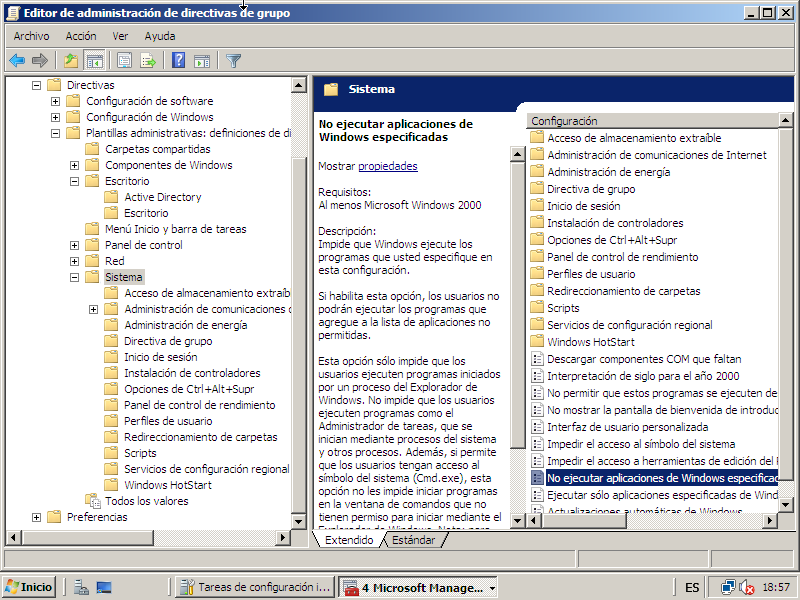 Editor de administración de directivas de grupo
Archivo Acción Ver Ayuda
Directivas
Configuración de software
Configuración de Windows
Plantillas administrativas: definiciones de di
Carpetas compartidas
Componentes de Windows
Escritorio
Active Directory
Escritorio
Menú Inicio y barra de tareas
Panel de control
Red
Sistema
Acceso de almacenamiento extraíb
Administración de comunicaciones d
Administración de energía
Directiva de grupo
Inicio de sesión
Instalación de controladores
Opciones de Ctrl+Alt+Supr
Panel de control de rendimiento
Perfiles de usuario
Redireccionamiento de carpetas
Scripts
Servicios de configuración regional
Windows HotStart
Todos los valores
Preferencias
Sistema
No ejecutar aplicaciones de
Windows especificadas
Mostrar propiedades
Requisitos:
Al menos Microsoft Windows 2000
Descripción:
Impide que Windows ejecute los
programas que usted especifique en
esta configuración.
Si habilita esta opción, los usuarios no
podrán ejecutar los programas que
agregue a la lista de aplicaciones no
permitidas.
Esta opción sólo impide que los
usuarios ejecuten programas iniciados
por un proceso del Explorador de
Windows. No impide que los usuarios
ejecuten programas como el
Administrador de tareas, que se
inician mediante procesos del sistema
y otros procesos. Además, si permite
que los usuarios tengan acceso al
símbolo del sistema (Cmd.exe), esta
opción no les impide iniciar programas
en la ventana de comandos que no
tienen permiso para iniciar mediante el
Explorador de Windows. Nota: para
Configuración
Acceso de almacenamiento extraíble
Administración de comunicaciones de Internet
Administración de energía
Directiva de grupo
Inicio de sesión
Instalación de controladores
Opciones de Ctrl+Alt+Supr
Panel de control de rendimiento
Perfiles de usuario
Redireccionamiento de carpetas
Scripts
Servicios de configuración regional
Windows HotStart
Descargar componentes COM que faltan
Interpretación de siglo para el año 2000
No permitir que estos programas se ejecuten de
No mostrar la pantalla de bienvenida de introduc
Interfaz de usuario personalizada
Impedir el acceso al símbolo del sistema
Impedir el acceso a herramientas de edición del
No ejecutar aplicaciones de Windows especificad
Ejecutar sólo aplicaciones especificadas de Wind
Actualizaciones automáticas de Windows
Extendido Estándar
Inicio Tareas de configuración i... 4 Microsoft Manage... ES 18:57